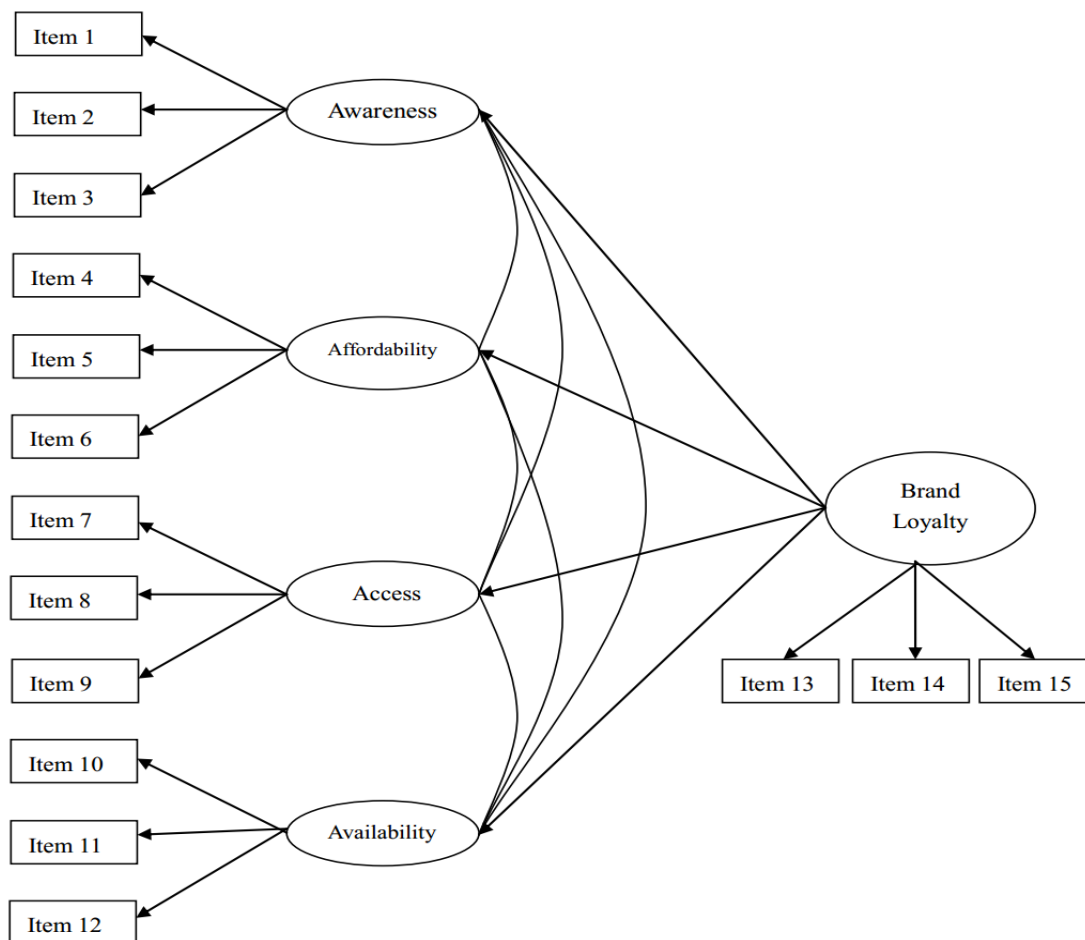 Item 1
Item 2
Item 3
Item 4
Item 5
Item 6
Item 7
Item 8
Item 9
Item 10
Item 11
Item 12
Awareness
Affordability
Access
Availability
Brand
Loyalty
Item 13
Item 14
Item 15